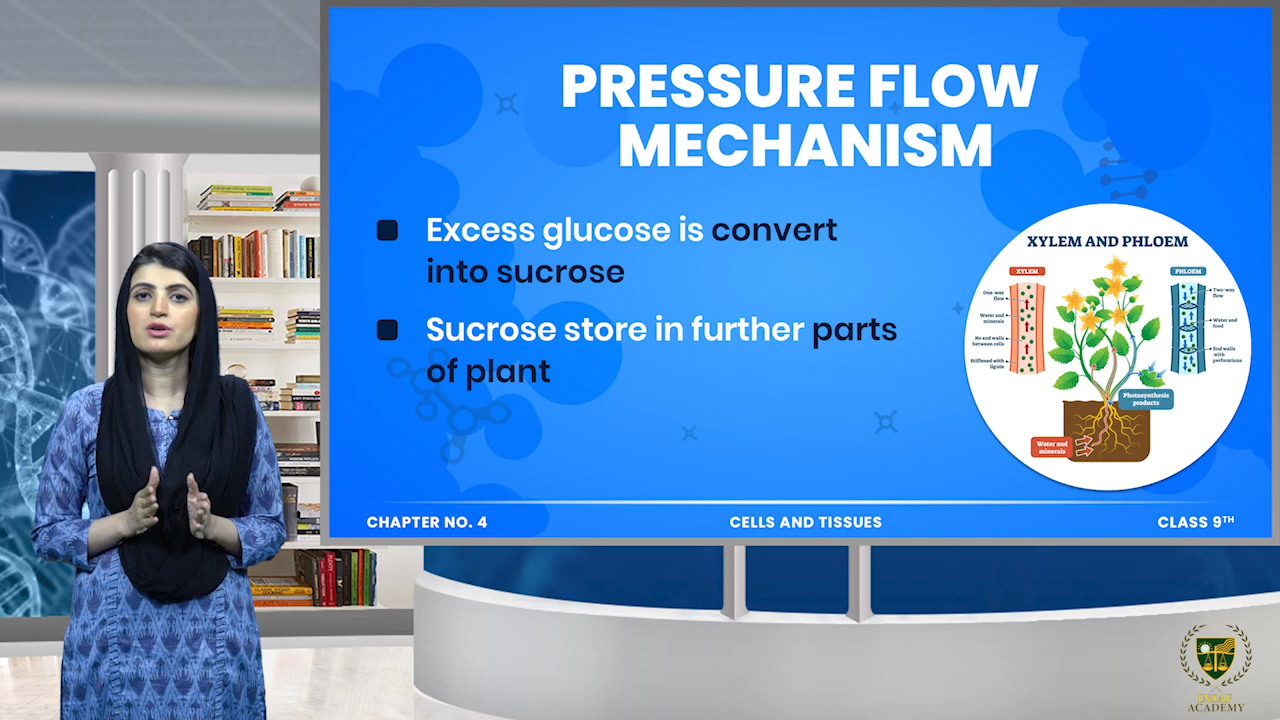 PRESSURE FLOW
MECHANISM
Excess glucose is convert
into sucrose
Sucrose store in further parts
of plant
XYLEM AND PHLOEM
XYLEM
One-way
flow
Water and
minerals
No end walls
between cells
Stiffened with
lignin
PHLOEM
Two-way
flow
Water and
food
End walls
with
perforations
Photosynthesis
products
Water and
minerals
CHAPTER NO. 4
CELLS AND TISSUES
CLASS 9TH
ACADEMY